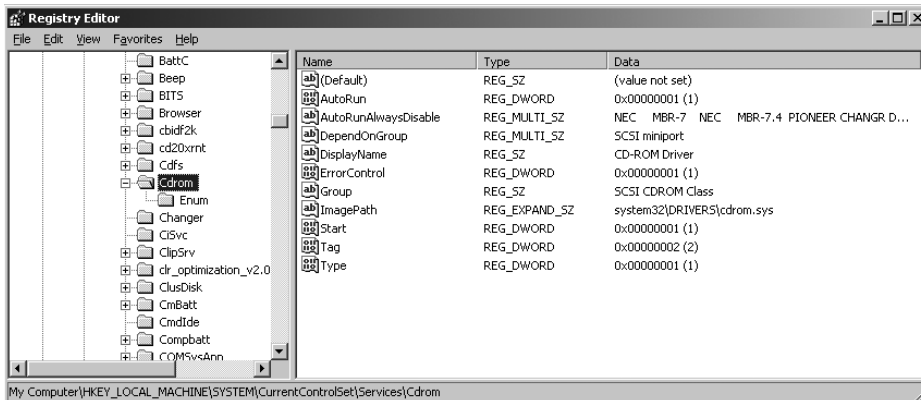 Registry Editor
File Edit View Favorites Help
BattC
Beep
BITS
Browser
cbidf2k
cd20xrnt
Cdfs
Cdrom
Enum
Changer
CiSvc
ClipSrv
clr_optimization_v2.0
ClusDisk
CmBatt
CmdIde
Compbatt
COMSysApp
Name Type Data
(Default) REG_SZ (value not set)
AutoRun REG_DWORD 0x00000001 (1)
AutoRunAlwaysDisable REG_MULTI_SZ NEC MBR-7 NEC MBR-7.4 PIONEER CHANGR D...
DependOnGroup REG_MULTI_SZ SCSI miniport
DisplayName REG_SZ CD-ROM Driver
ErrorControl REG_DWORD 0x00000001 (1)
Group REG_SZ SCSI CDROM Class
ImagePath REG_EXPAND_SZ system32\DRIVERS\cdrom.sys
Start REG_DWORD 0x00000001 (1)
Tag REG_DWORD 0x00000002 (2)
Type REG_DWORD 0x00000001 (1)
My Computer\HKEY_LOCAL_MACHINE\SYSTEM\CurrentControlSet\Services\Cdrom